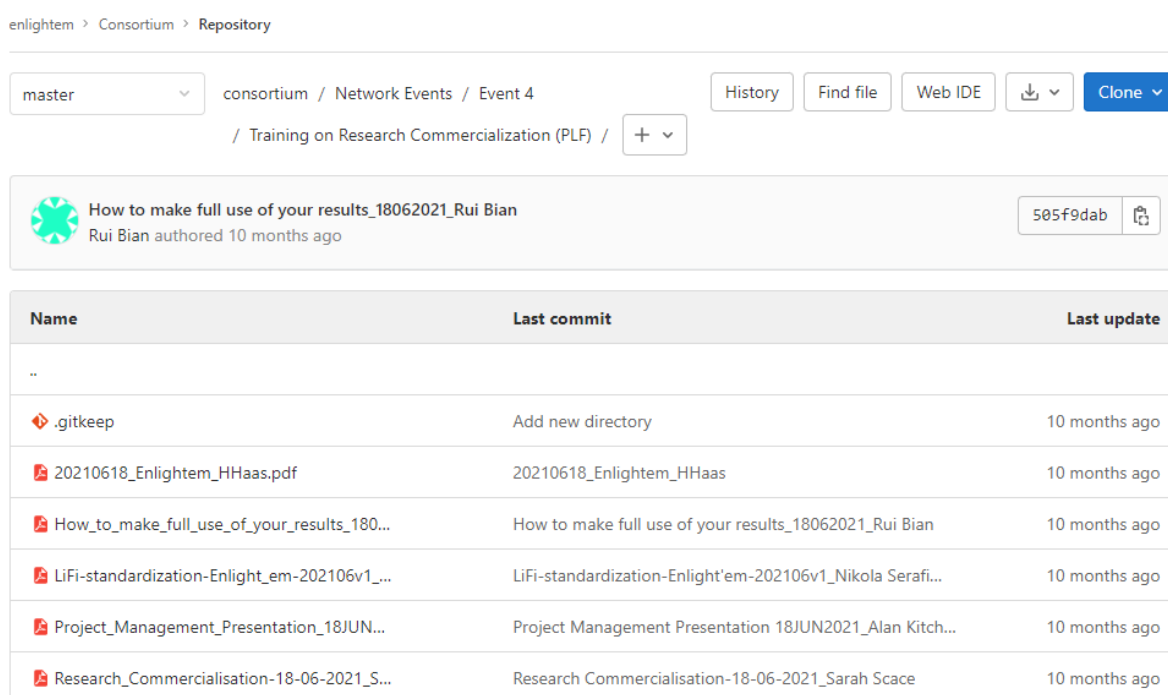 enlightem > Consortium > Repository
master
consortium / Network Events / Event 4
History
Find file
Web IDE
Clone
/ Training on Research Commercialization (PLF) /
How to make full use of your results_18062021_Rui Bian
Rui Bian authored 10 months ago
505f9dab
Name Last commit Last update
..
.gitkeep Add new directory 10 months ago
20210618_Enlightem_HHaas.pdf 20210618_Enlightem_HHaas 10 months ago
How_to_make_full_use_of_your_results_180... How to make full use of your results_18062021_Rui Bian 10 months ago
LiFi-standardization-Enlight_em-202106v1_... LiFi-standardization-Enlight'em-202106v1_Nikola Serafi... 10 months ago
Project_Management_Presentation_18JUN... Project Management Presentation 18JUN2021_Alan Kitch... 10 months ago
Research_Commercialisation-18-06-2021_S... Research Commercialisation-18-06-2021_Sarah Scace 10 months ago